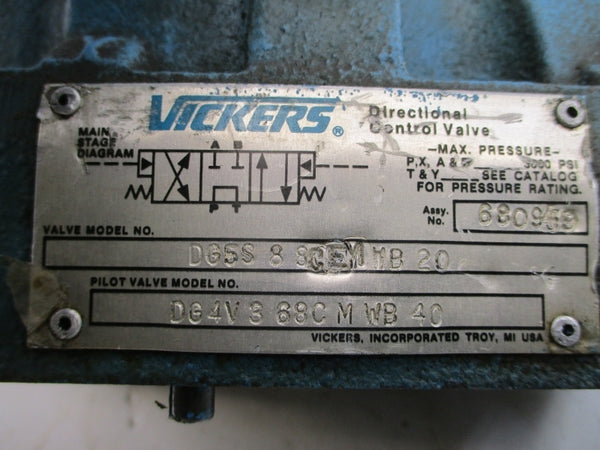 VICKERS®
Directional
Control Valve
MAIN
STAGE
DIAGRAM
A B
P T
—MAX. PRESSURE—
P,X, A & B 3000 PSI
T & Y SEE CATALOG
FOR PRESSURE RATING.
Assy.
No. 680959
VALVE MODEL NO.
DG5S 8 M WB 20
PILOT VALVE MODEL NO.
DG4V 3 68C M WB 40
VICKERS, INCORPORATED TROY, MI USA